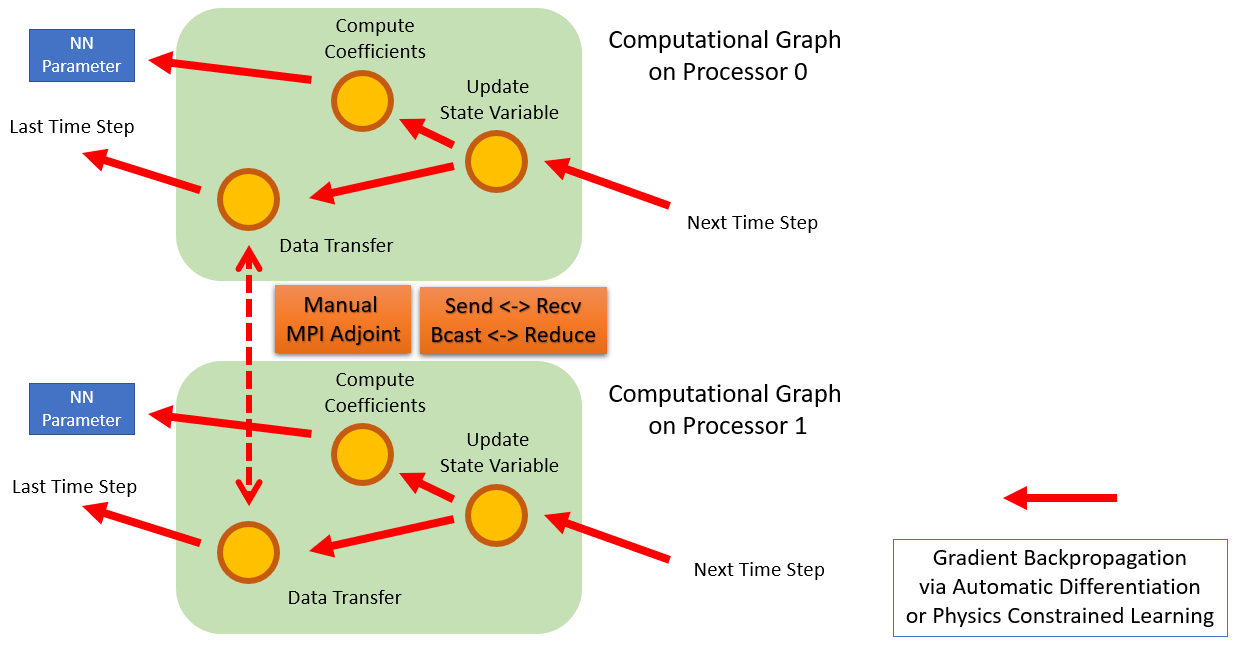 NN
Parameter
Compute
Coefficients
Computational Graph
on Processor 0
Update
State Variable
Last Time Step
Next Time Step
Data Transfer
Manual
MPI Adjoint
Send <-> Recv
Bcast <-> Reduce
NN
Parameter
Compute
Coefficients
Computational Graph
on Processor 1
Update
State Variable
Last Time Step
Next Time Step
Data Transfer
Gradient Backpropagation
via Automatic Differentiation
or Physics Constrained Learning